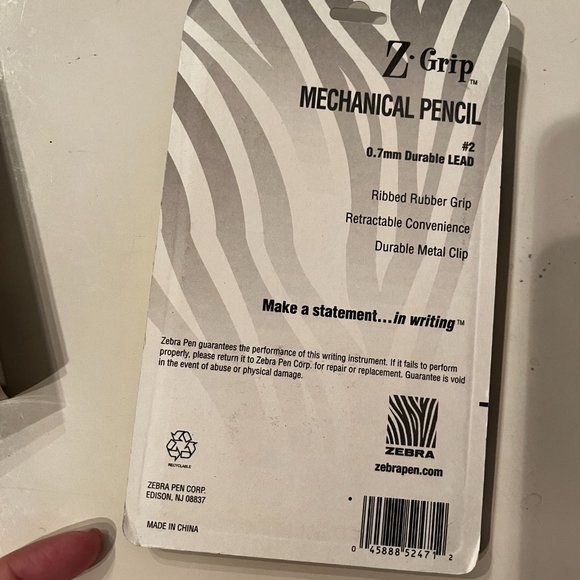 Z-Grip™
MECHANICAL PENCIL
#2
0.7mm Durable LEAD
Ribbed Rubber Grip
Retractable Convenience
Durable Metal Clip
Make a statement...in writing™
Zebra Pen guarantees the performance of this writing instrument. If it fails to perform
properly, please return it to Zebra Pen Corp. for repair or replacement. Guarantee is void
in the event of abuse or physical damage.
RECYCLABLE
ZEBRA
zebrapen.com
ZEBRA PEN CORP.
EDISON, NJ 08837
MADE IN CHINA
0 45888 52471 2